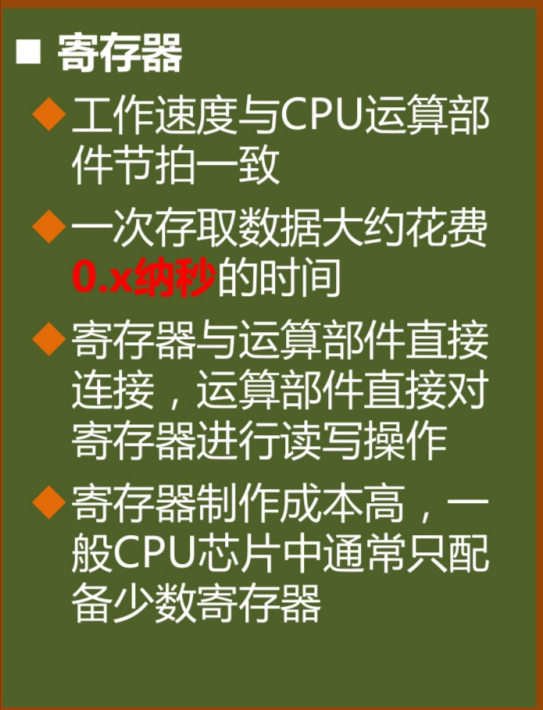 寄存器
工作速度与CPU运算部
件节拍一致
一次存取数据大约花费
0.x纳秒的时间
寄存器与运算部件直接
连接，运算部件直接对
寄存器进行读写操作
寄存器制作成本高，一
般CPU芯片中通常只配
备少数寄存器